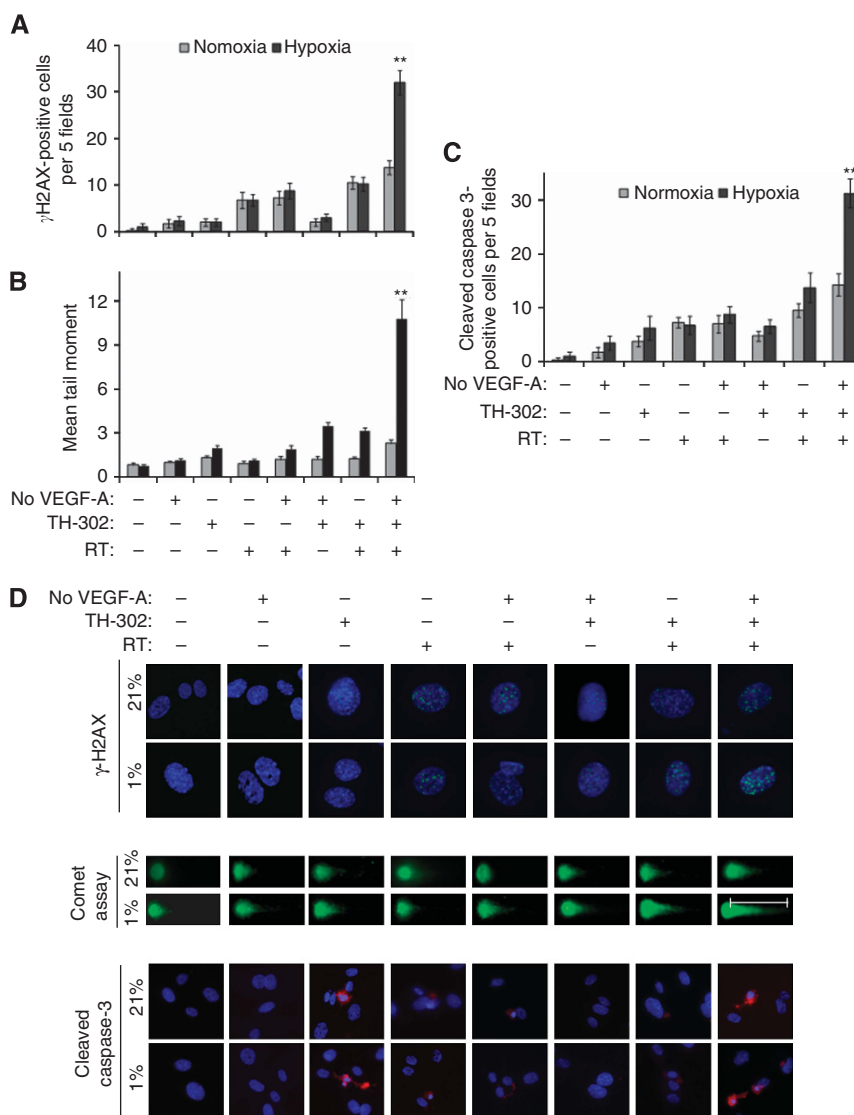 A
γH2AX-positive cells
per 5 fields
40
30
20
10
0
Nomoxia Hypoxia
**
B
Mean tail moment
12
9
6
3
0
**
No VEGF-A: – + – – + + – +
TH-302: – – + – – + + +
RT: – – – + + – + +
C
Cleaved caspase 3-
positive cells per 5 fields
30
20
10
0
Normoxia Hypoxia
**
No VEGF-A: – + – – + + – +
TH-302: – – + – – + + +
RT: – – – + + – + +
D
No VEGF-A: – + – – + + – +
TH-302: – – + – – + + +
RT: – – – + + – + +
γ-H2AX
21%
1%
Comet
assay
21%
1%
Cleaved
caspase-3
21%
1%